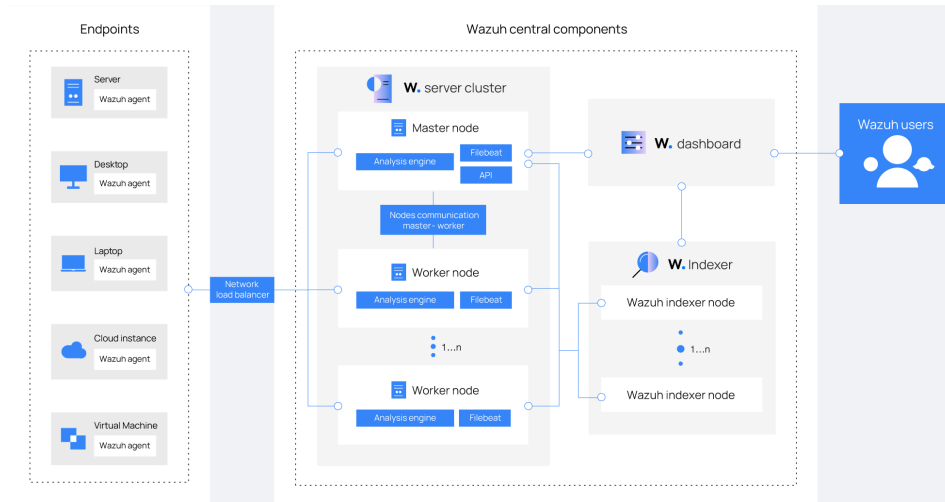 Endpoints
Wazuh central components
Server
Wazuh agent
Desktop
Wazuh agent
Laptop
Wazuh agent
Cloud instance
Wazuh agent
Virtual Machine
Wazuh agent
Network
load balancer
W. server cluster
Master node
Analysis engine
Filebeat
API
Nodes communication
master - worker
Worker node
Analysis engine
Filebeat
1...n
Worker node
Analysis engine
Filebeat
W. dashboard
W. Indexer
Wazuh indexer node
1...n
Wazuh indexer node
Wazuh users